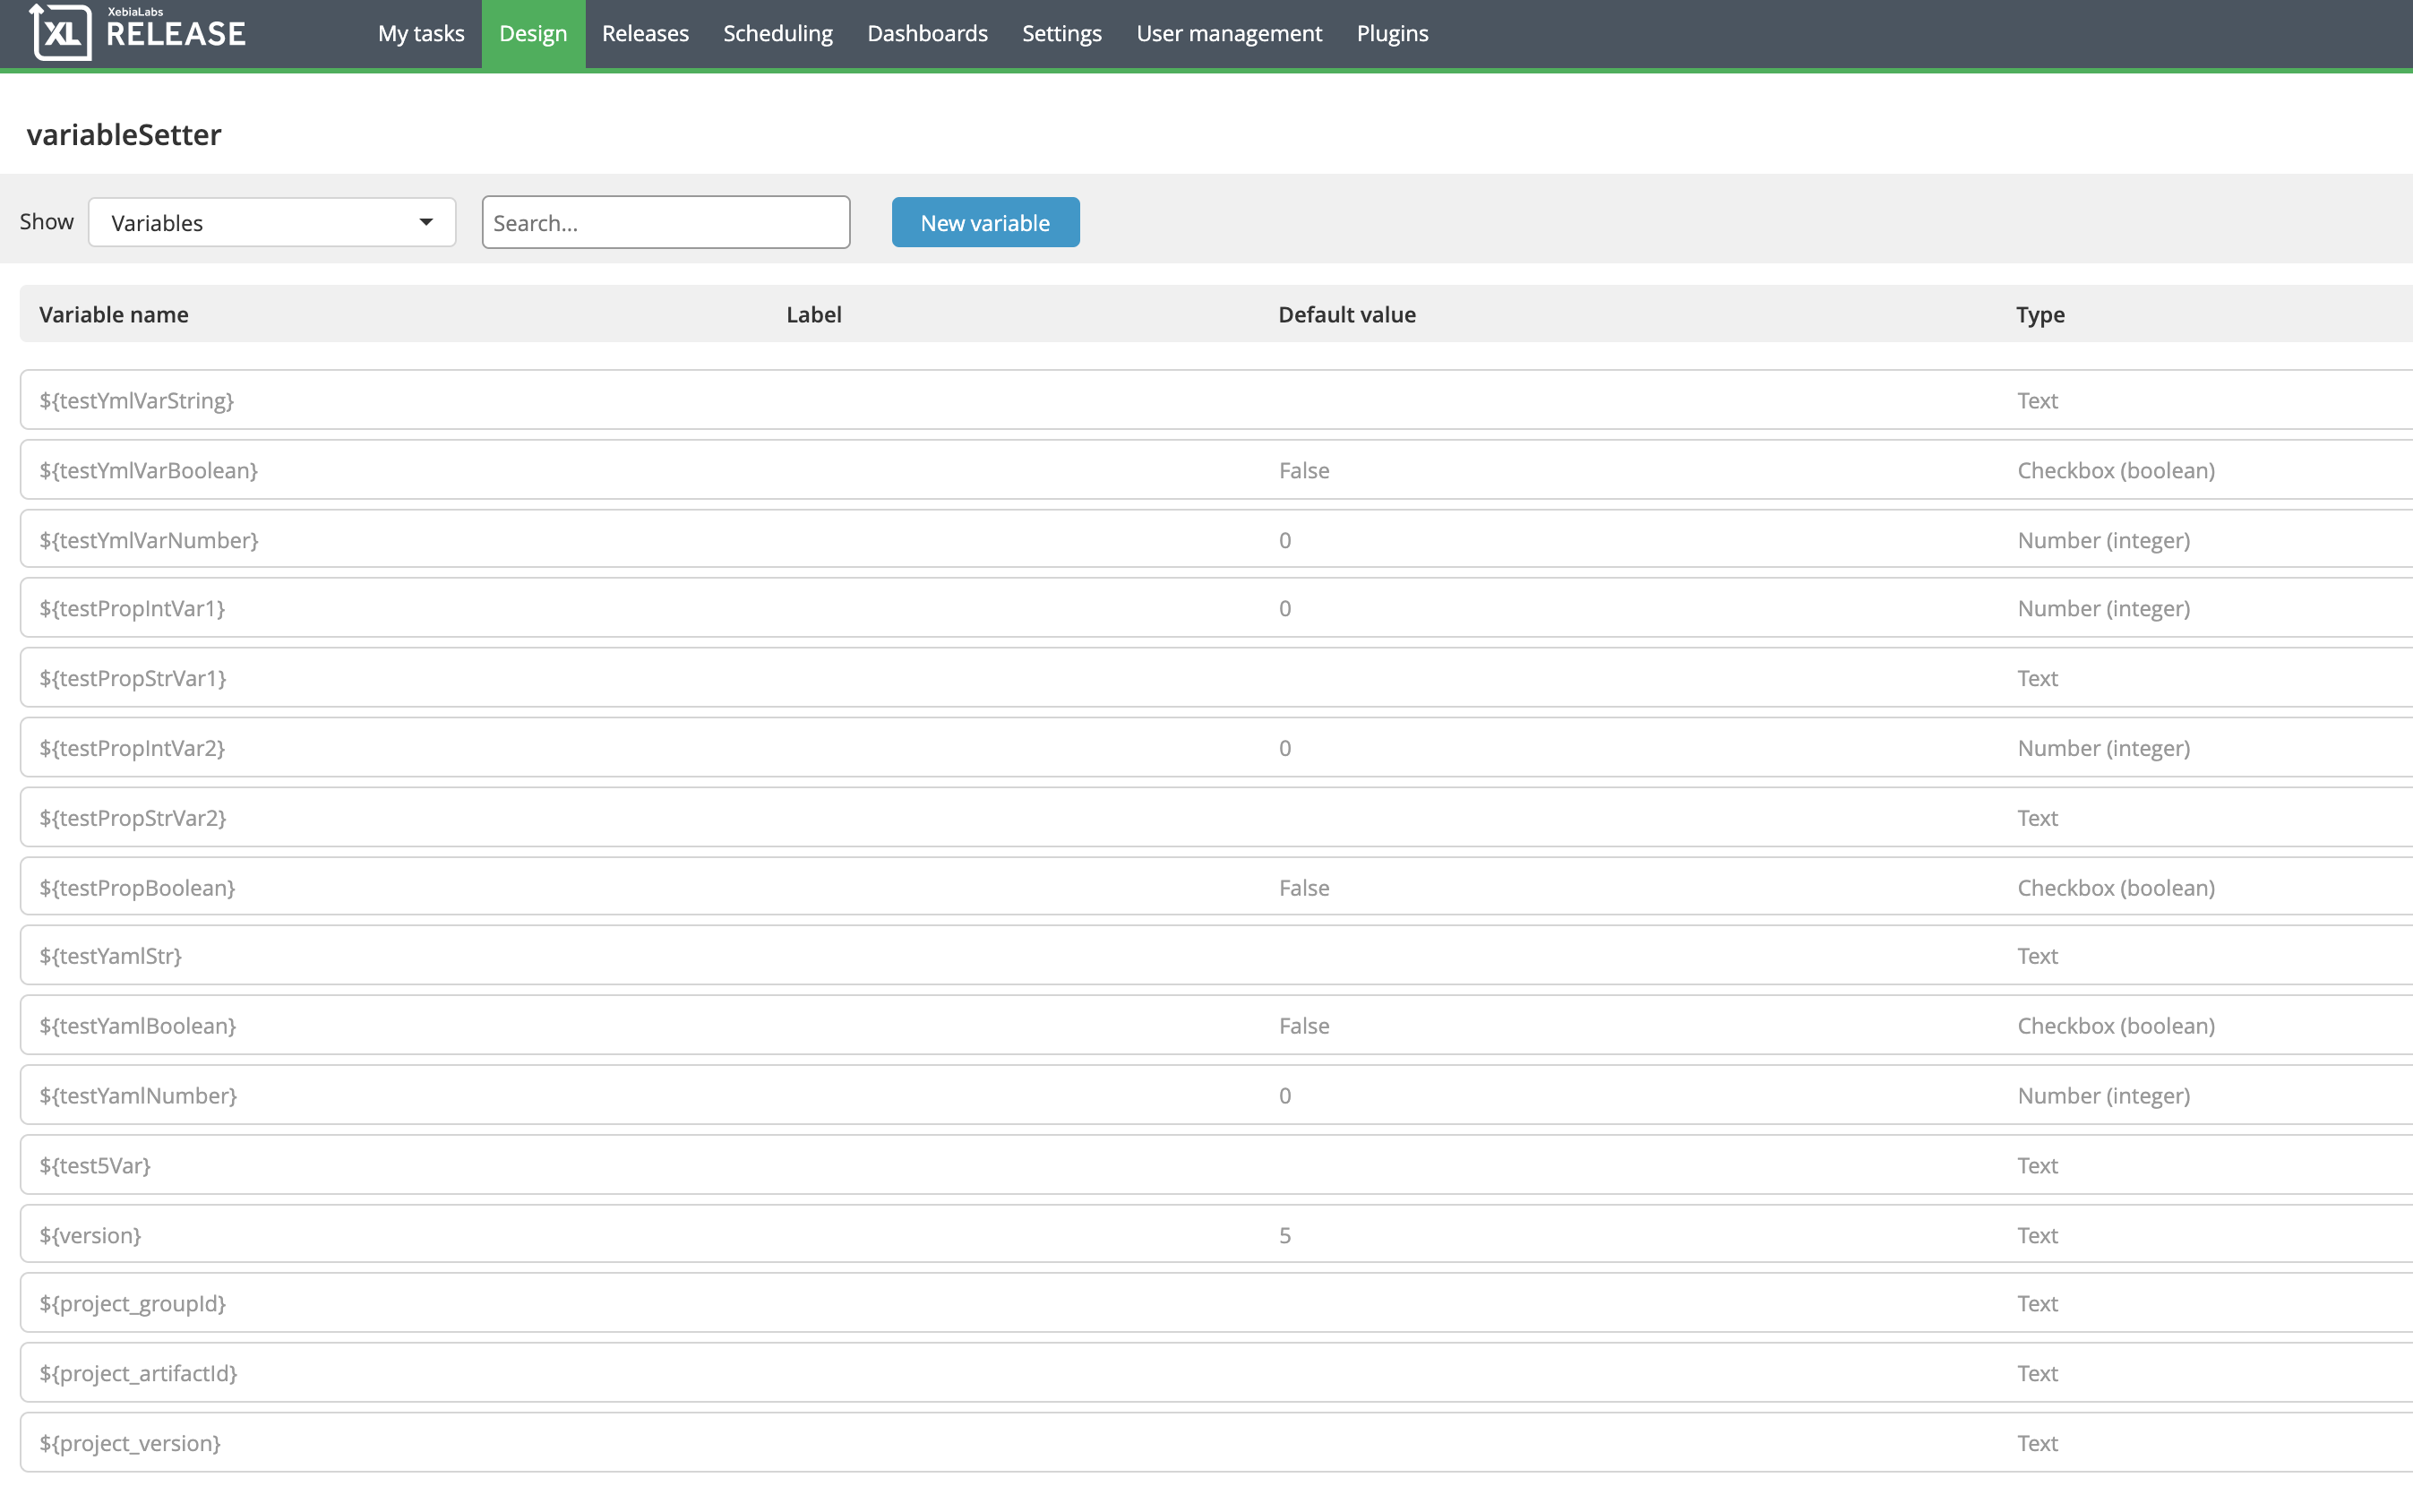 XL XebiaLabs RELEASE My tasks Design Releases Scheduling Dashboards Settings User management Plugins
variableSetter
Show Variables Search... New variable
Variable name Label Default value Type
${testYmlVarString} Text
${testYmlVarBoolean} False Checkbox (boolean)
${testYmlVarNumber} 0 Number (integer)
${testPropIntVar1} 0 Number (integer)
${testPropStrVar1} Text
${testPropIntVar2} 0 Number (integer)
${testPropStrVar2} Text
${testPropBoolean} False Checkbox (boolean)
${testYamlStr} Text
${testYamlBoolean} False Checkbox (boolean)
${testYamlNumber} 0 Number (integer)
${test5Var} Text
${version} 5 Text
${project_groupId} Text
${project_artifactId} Text
${project_version} Text